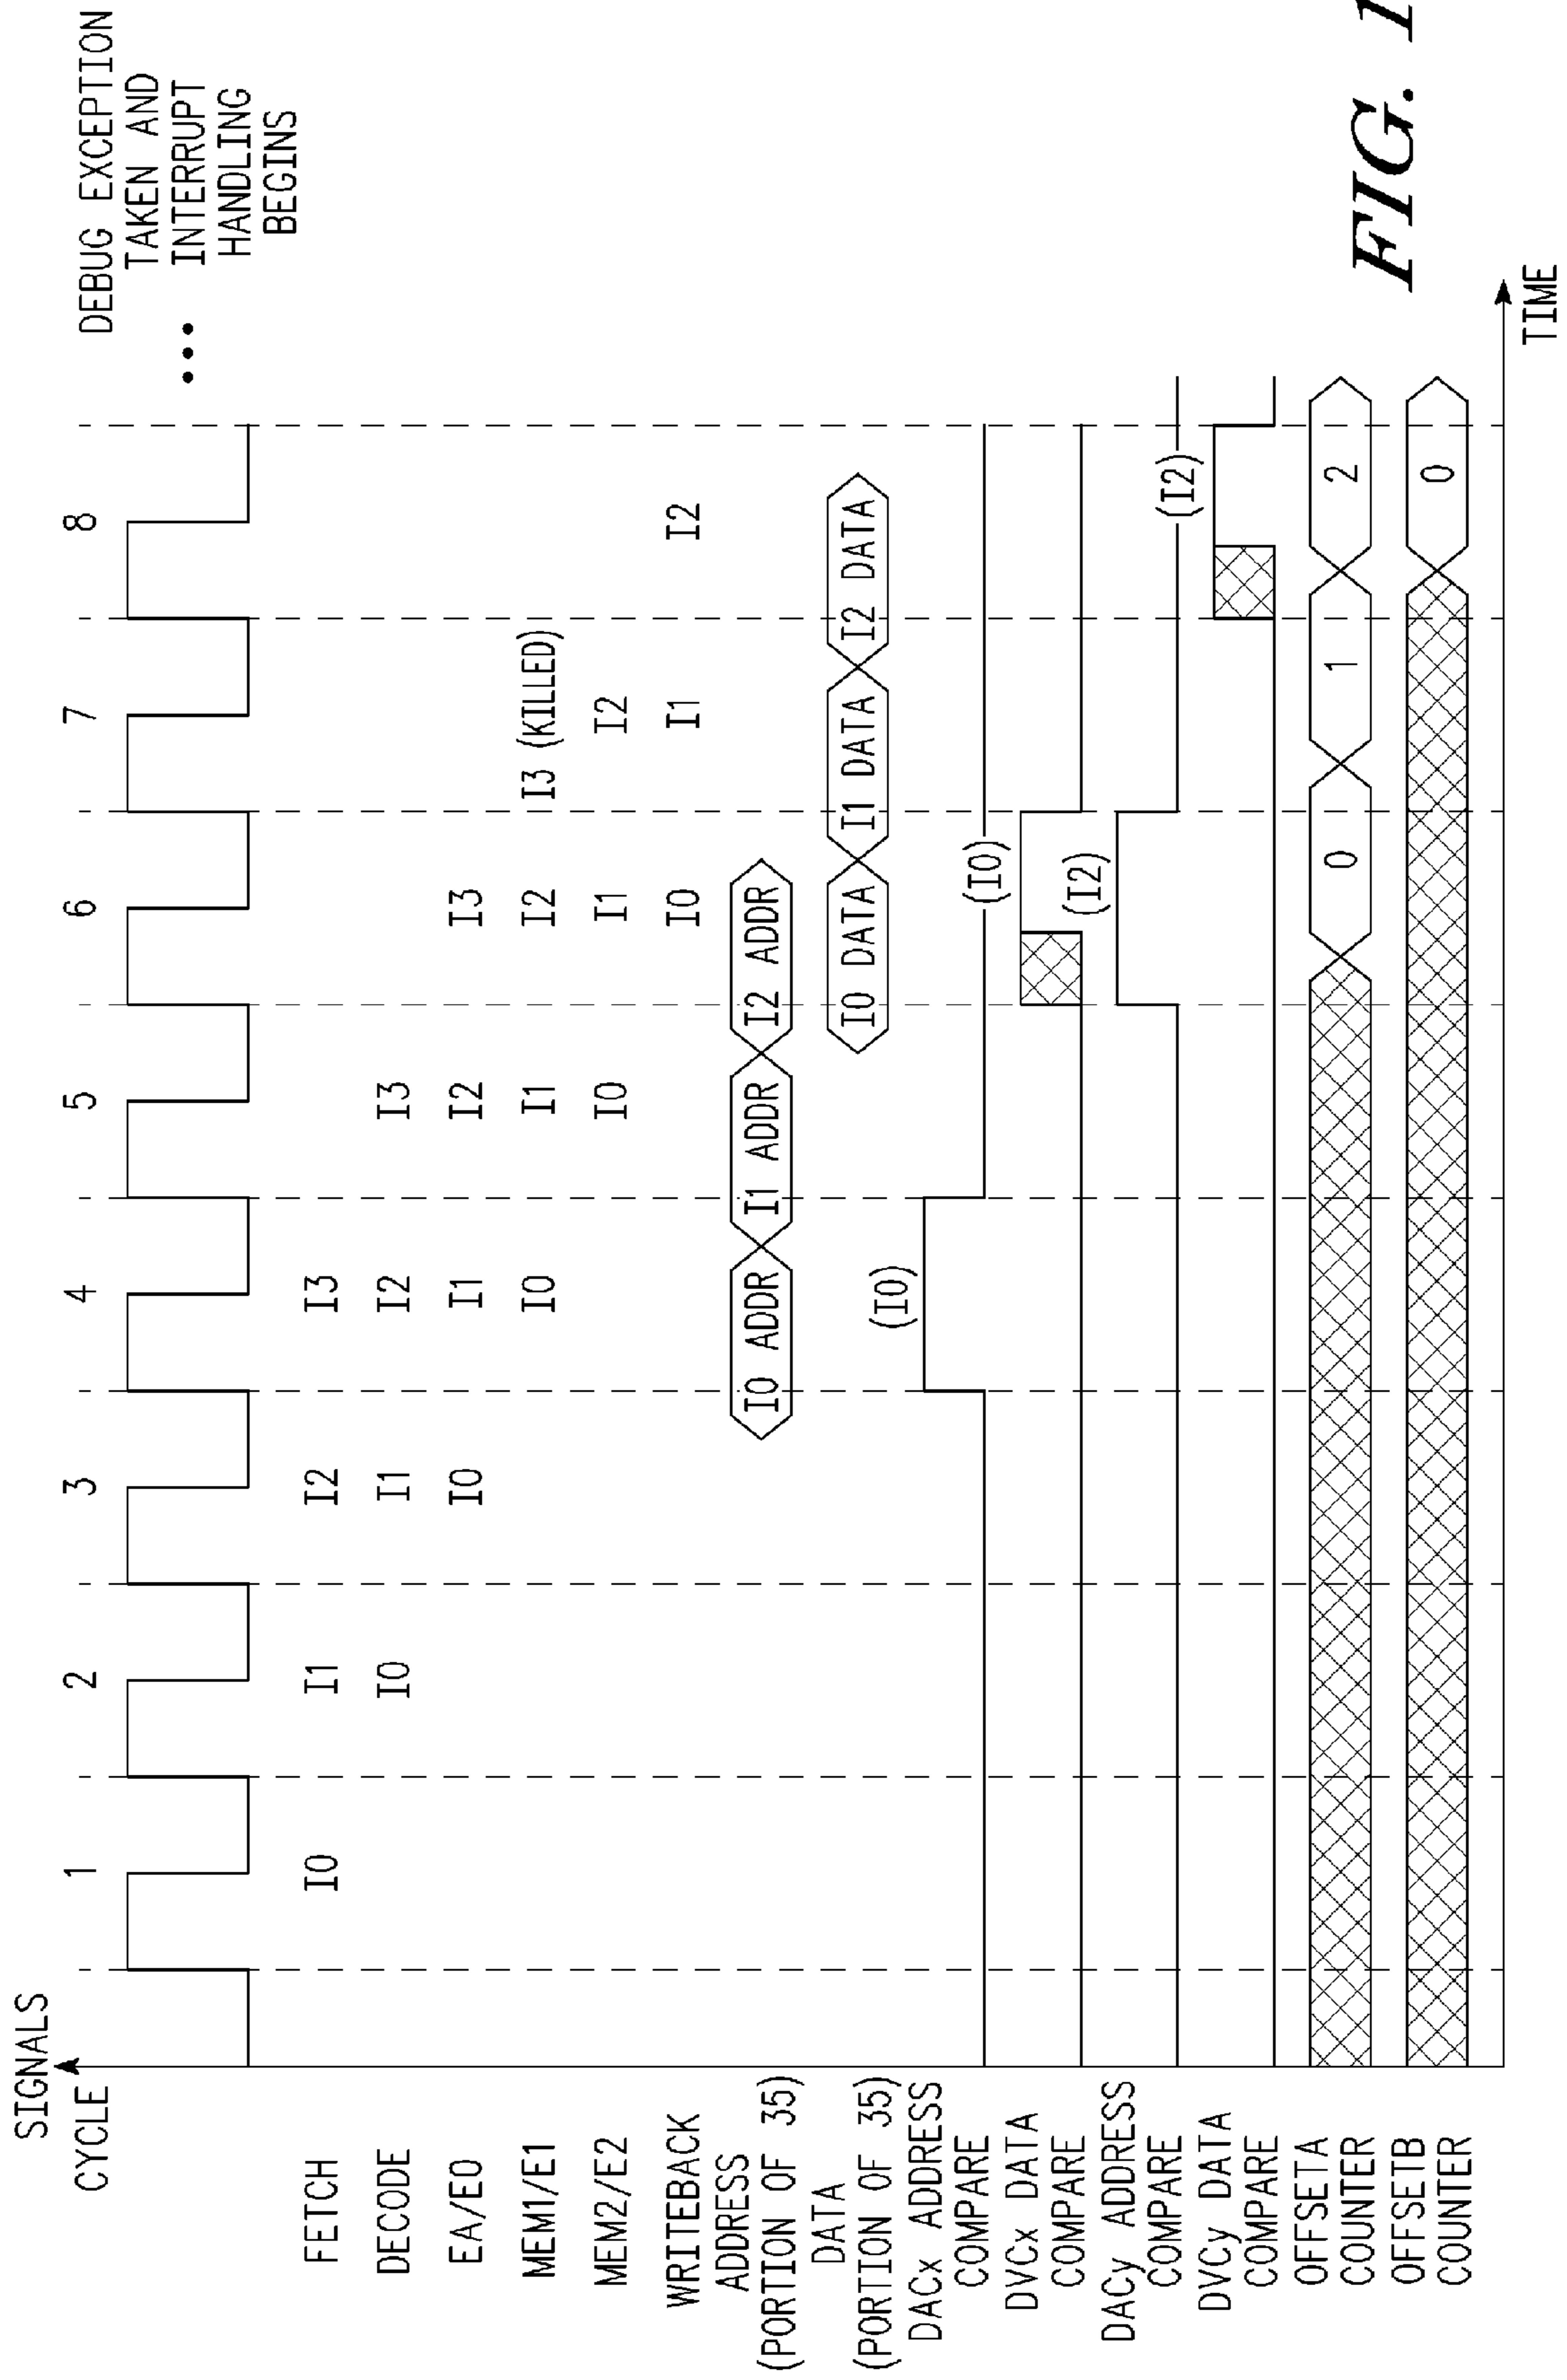 SIGNALS
CYCLE 1 2 3 4 5 6 7 8
DEBUG EXCEPTION
TAKEN AND
••• INTERRUPT
HANDLING
BEGINS
FETCH I0 I1 I2 I3
DECODE I0 I1 I2 I3
EA/E0 I0 I1 I2 I3
MEM1/E1 I0 I1 I2 I3 (KILLED)
MEM2/E2 I0 I1 I2
WRITEBACK I0 I1 I2
ADDRESS
(PORTION OF 35) I0 ADDR I1 ADDR I2 ADDR
DATA
(PORTION OF 35) I0 DATA I1 DATA I2 DATA
DACx ADDRESS
COMPARE (I0)
DVCx DATA
COMPARE (I0)
DACy ADDRESS
COMPARE (I2)
DVCy DATA
COMPARE (I2)
OFFSETA
COUNTER 0 1 2
OFFSETB
COUNTER 0
TIME
FIG. 1